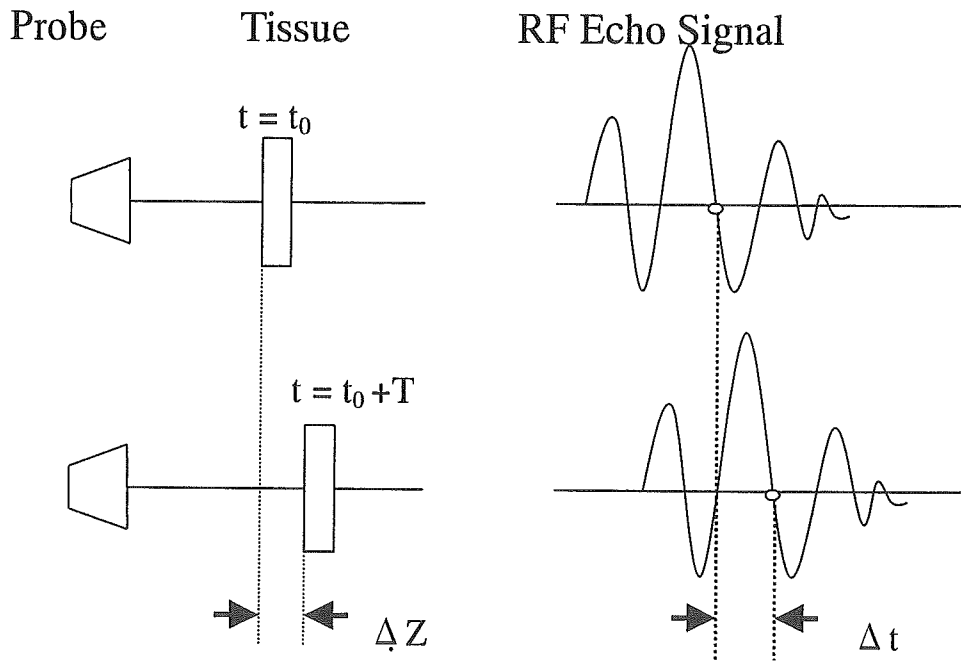 Probe Tissue RF Echo Signal
t = t₀
t = t₀ +T
Δ Z Δ t